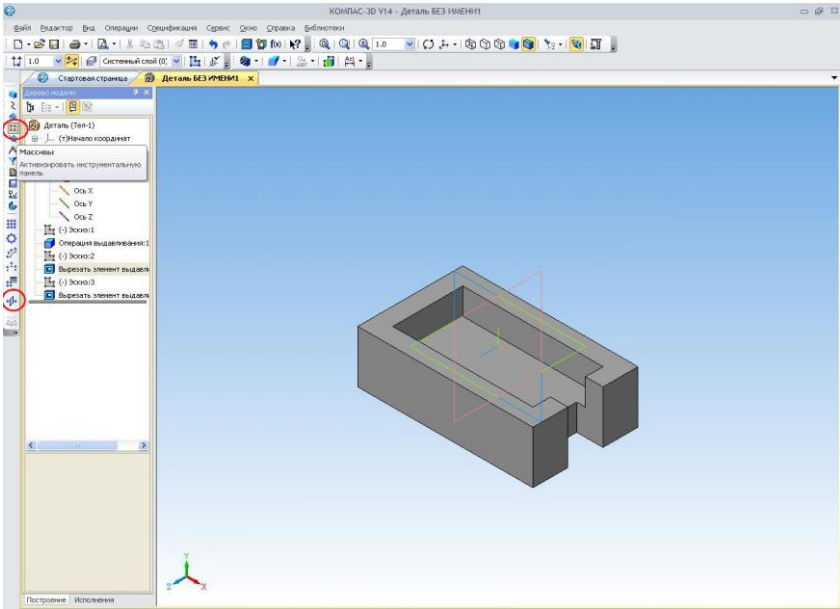 КОМПАС-3D V14 - Деталь БЕЗ ИМЕНИ1
Файл Редактор Вид Операции Спецификация Сервис Окно Справка Библиотеки
1.0
1.0 Системный слой (0)
Стартовая страница Деталь БЕЗ ИМЕНИ1
Дерево модели
Деталь (Тел-1)
(т)Начало координат
Массивы
Активизировать инструментальную
панель
Ось X
Ось Y
Ось Z
(-) Эскиз:1
Операция выдавливания:1
(-) Эскиз:2
Вырезать элемент выдавли
(-) Эскиз:3
Вырезать элемент выдавли
Y
Z X
Построение Исполнения